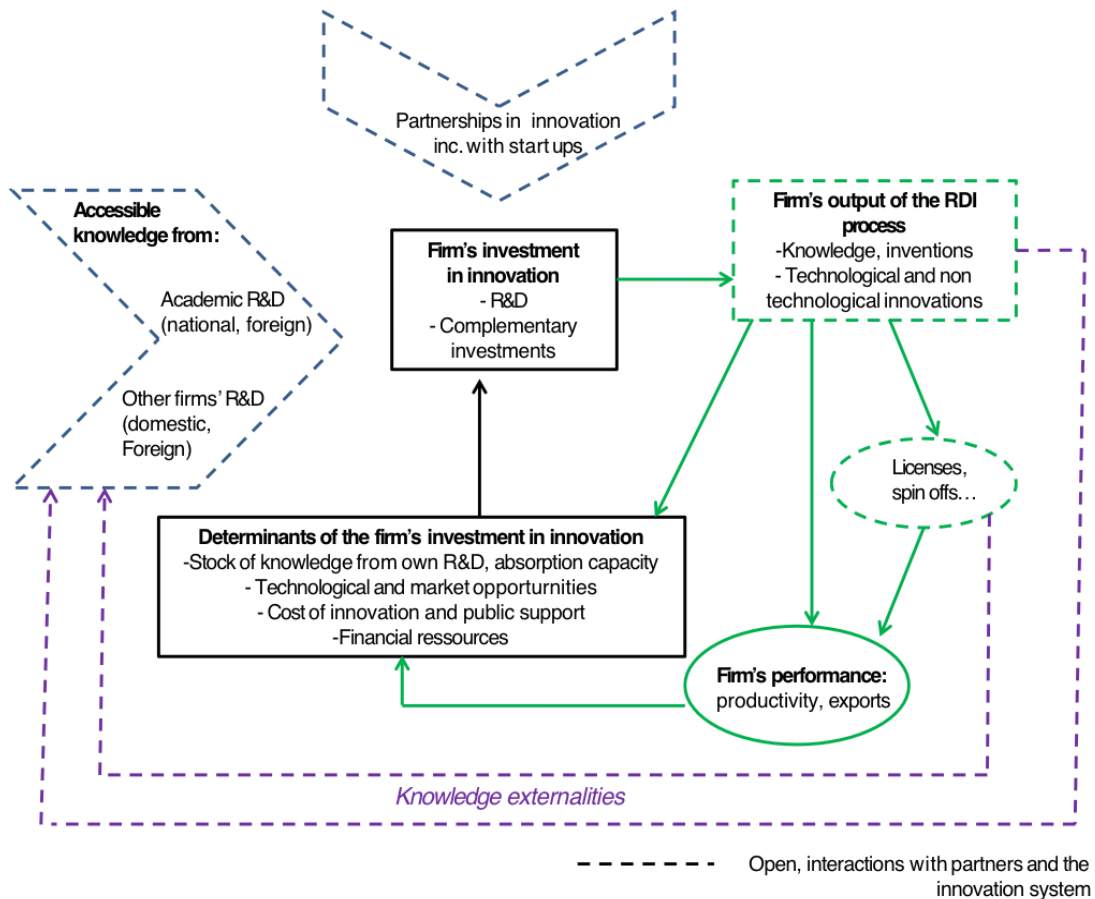 Partnerships in innovation
inc. with start ups
Accessible
knowledge from:
Academic R&D
(national, foreign)
Other firms' R&D
(domestic,
Foreign)
Firm's investment
in innovation
- R&D
- Complementary
investments
Firm's output of the RDI
process
-Knowledge, inventions
- Technological and non
technological innovations
Licenses,
spin offs…
Determinants of the firm's investment in innovation
-Stock of knowledge from own R&D, absorption capacity
- Technological and market opportunities
- Cost of innovation and public support
-Financial ressources
Firm's performance:
productivity, exports
Knowledge externalities
Open, interactions with partners and the
innovation system